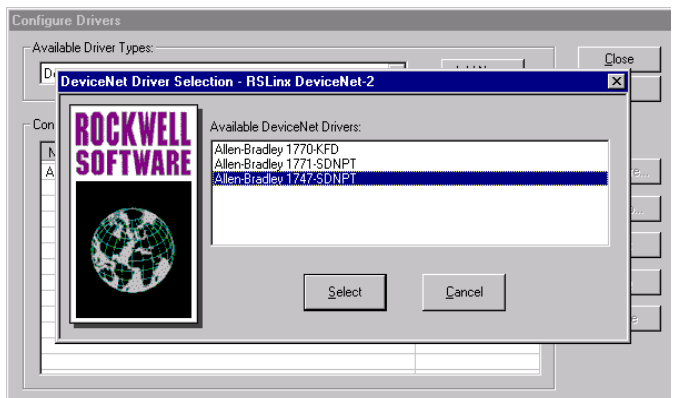 Configure Drivers
Available Driver Types:
Close
DeviceNet Driver Selection - RSLinx DeviceNet-2
ROCKWELL
SOFTWARE
Available DeviceNet Drivers:
Allen-Bradley 1770-KFD
Allen-Bradley 1771-SDNPT
Allen-Bradley 1747-SDNPT
Select
Cancel